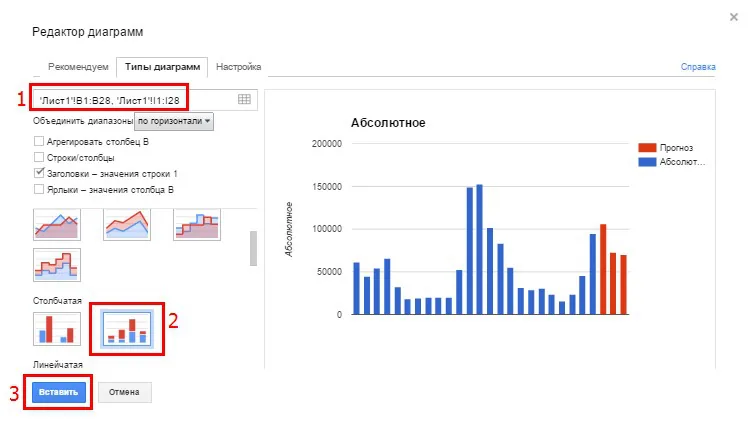 ×
Редактор диаграмм
Рекомендуем Типы диаграмм Настройка Справка
1
'Лист1'!B1:B28, 'Лист1'!I1:I28
Объединить диапазоны по горизонтали
Агрегировать столбец B
Строки/столбцы
Заголовки – значения строки 1
Ярлыки – значения столбца B
Столбчатая
2
Линейчатая
3
Вставить Отмена
Абсолютное
Абсолютное
200000
150000
100000
50000
0
Прогноз
Абсолют...